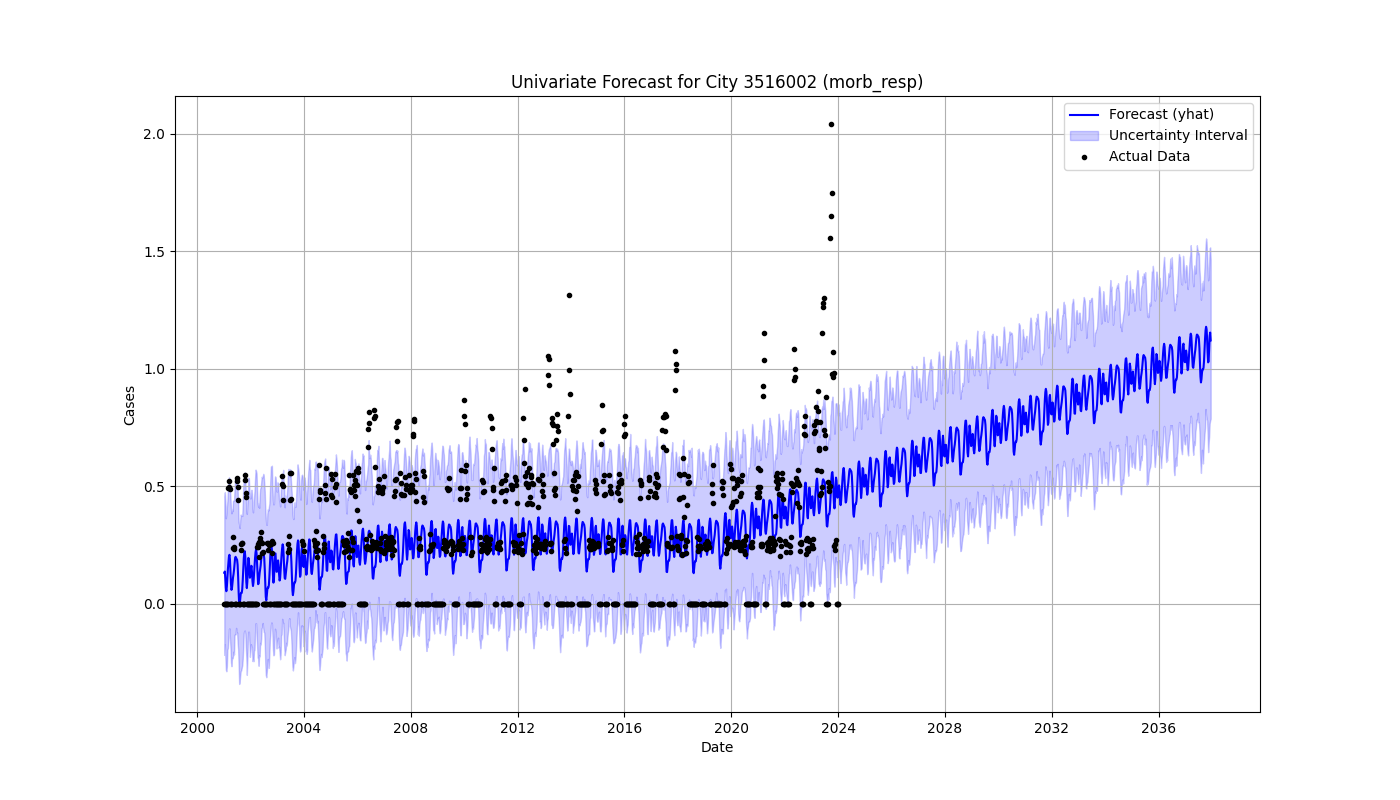 Univariate Forecast for City 3516002 (morb_resp)
Forecast (yhat)
Uncertainty Interval
Actual Data
Cases
2.0
1.5
1.0
0.5
0.0
2000 2004 2008 2012 2016 2020 2024 2028 2032 2036
Date